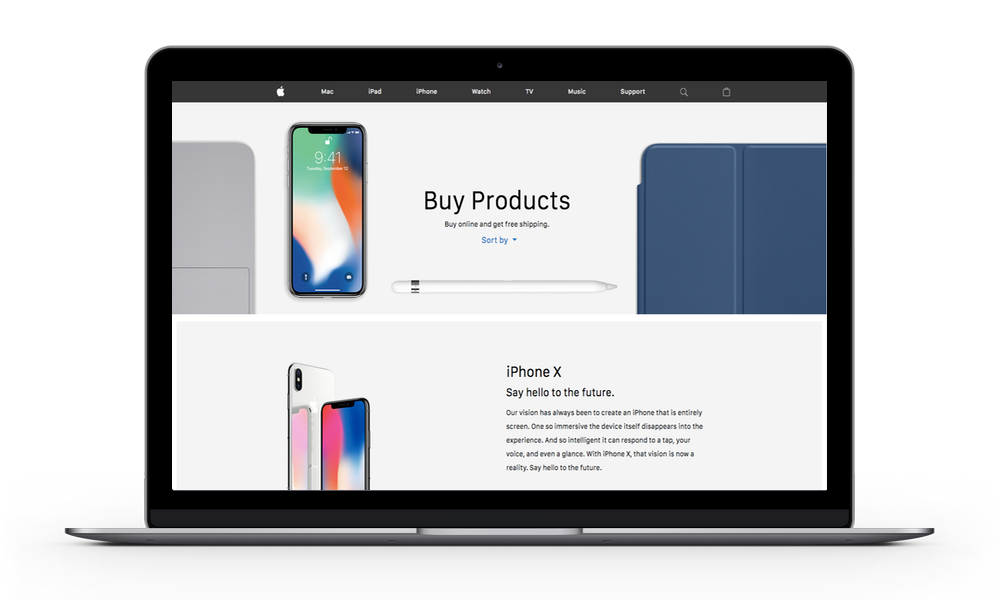 Mac iPad iPhone Watch TV Music Support
9:41
Tuesday, September 12
Buy Products
Buy online and get free shipping.
Sort by
iPhone X
Say hello to the future.
Our vision has always been to create an iPhone that is entirely
screen. One so immersive the device itself disappears into the
experience. And so intelligent it can respond to a tap, your
voice, and even a glance. With iPhone X, that vision is now a
reality. Say hello to the future.